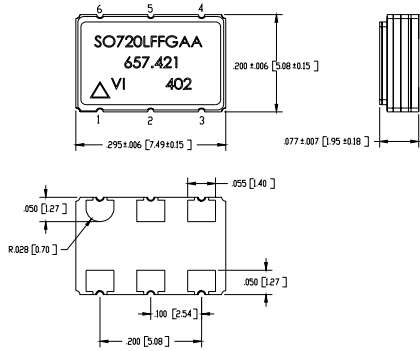 6 5 4
SO720LFFGAA
657.421
VI 402
1 2 3
.200 ±.006 [5.08 ±0.15]
.295±.006 [7.49±0.15]
.077±.007 [1.95 ±0.18]
.055 [1.40]
.050 [1.27]
R.028 [0.70]
.050 [1.27]
.100 [2.54]
.200 [5.08]